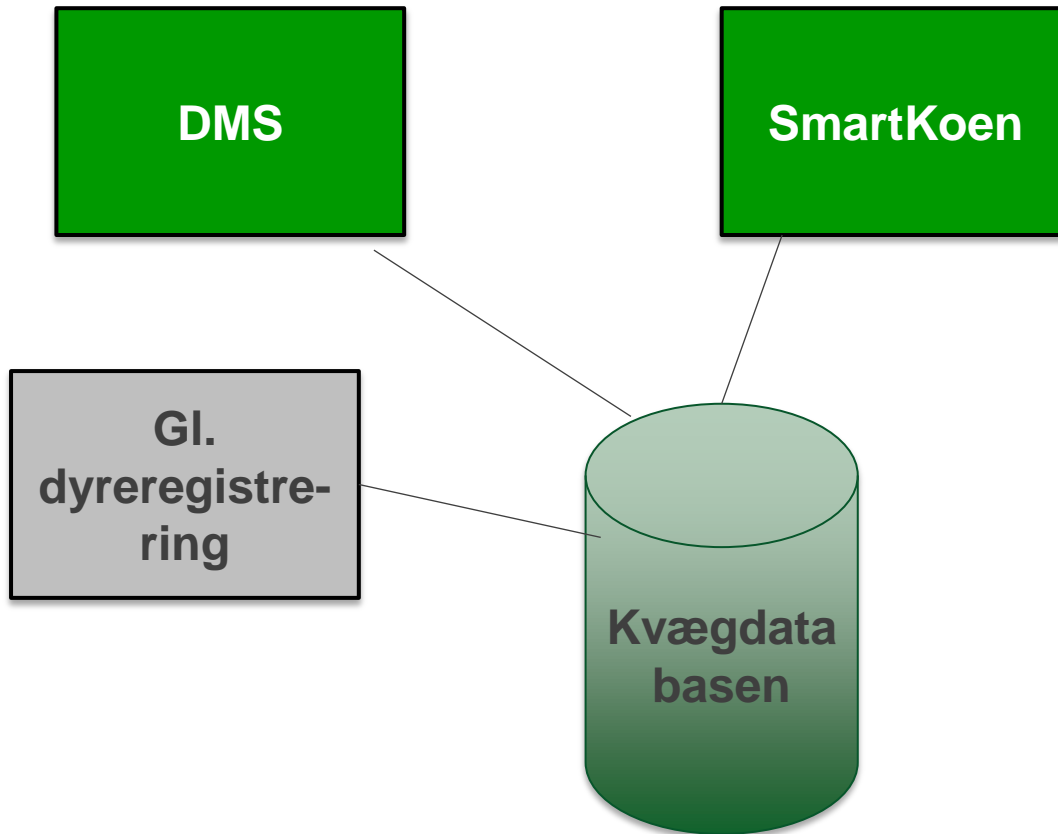 DMS
SmartKoen
Gl.
dyreregistre-
ring
Kvægdata
basen